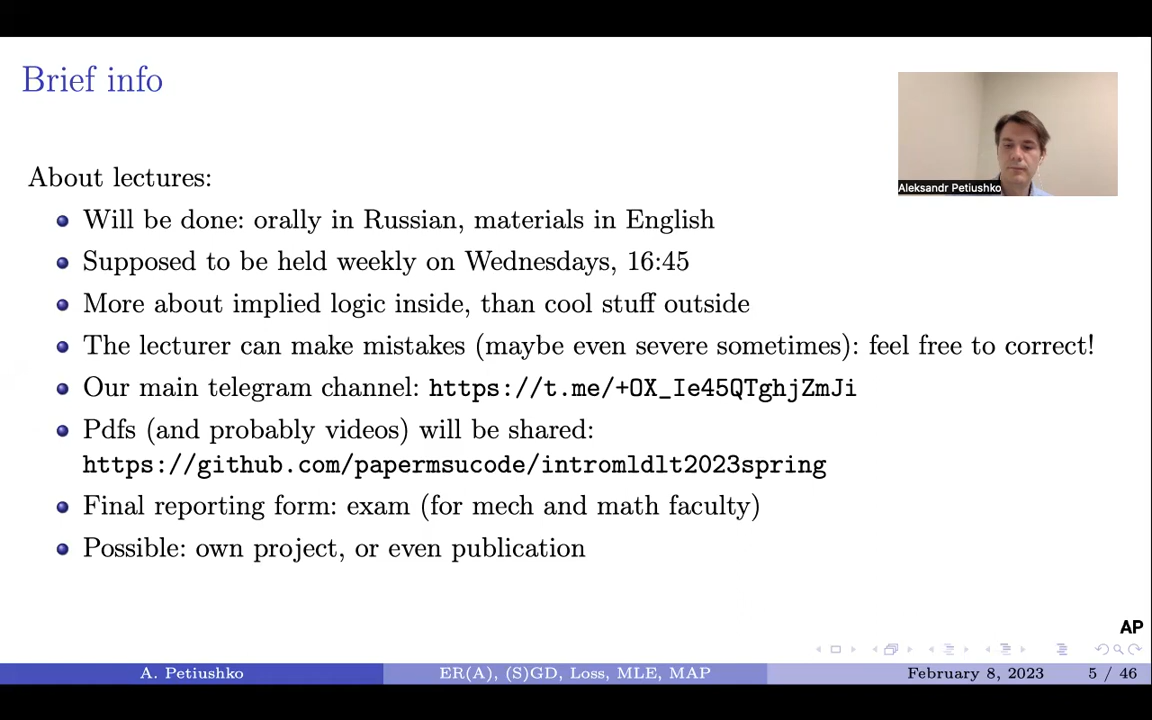 Brief info
Aleksandr Petiushko
About lectures:
Will be done: orally in Russian, materials in English
Supposed to be held weekly on Wednesdays, 16:45
More about implied logic inside, than cool stuff outside
The lecturer can make mistakes (maybe even severe sometimes): feel free to correct!
Our main telegram channel: https://t.me/+OX_Ie45QTghjZmJi
Pdfs (and probably videos) will be shared:
https://github.com/papermsucode/intromldlt2023spring
Final reporting form: exam (for mech and math faculty)
Possible: own project, or even publication
AP
A. Petiushko
ER(A), (S)GD, Loss, MLE, MAP
February 8, 2023
5 / 46